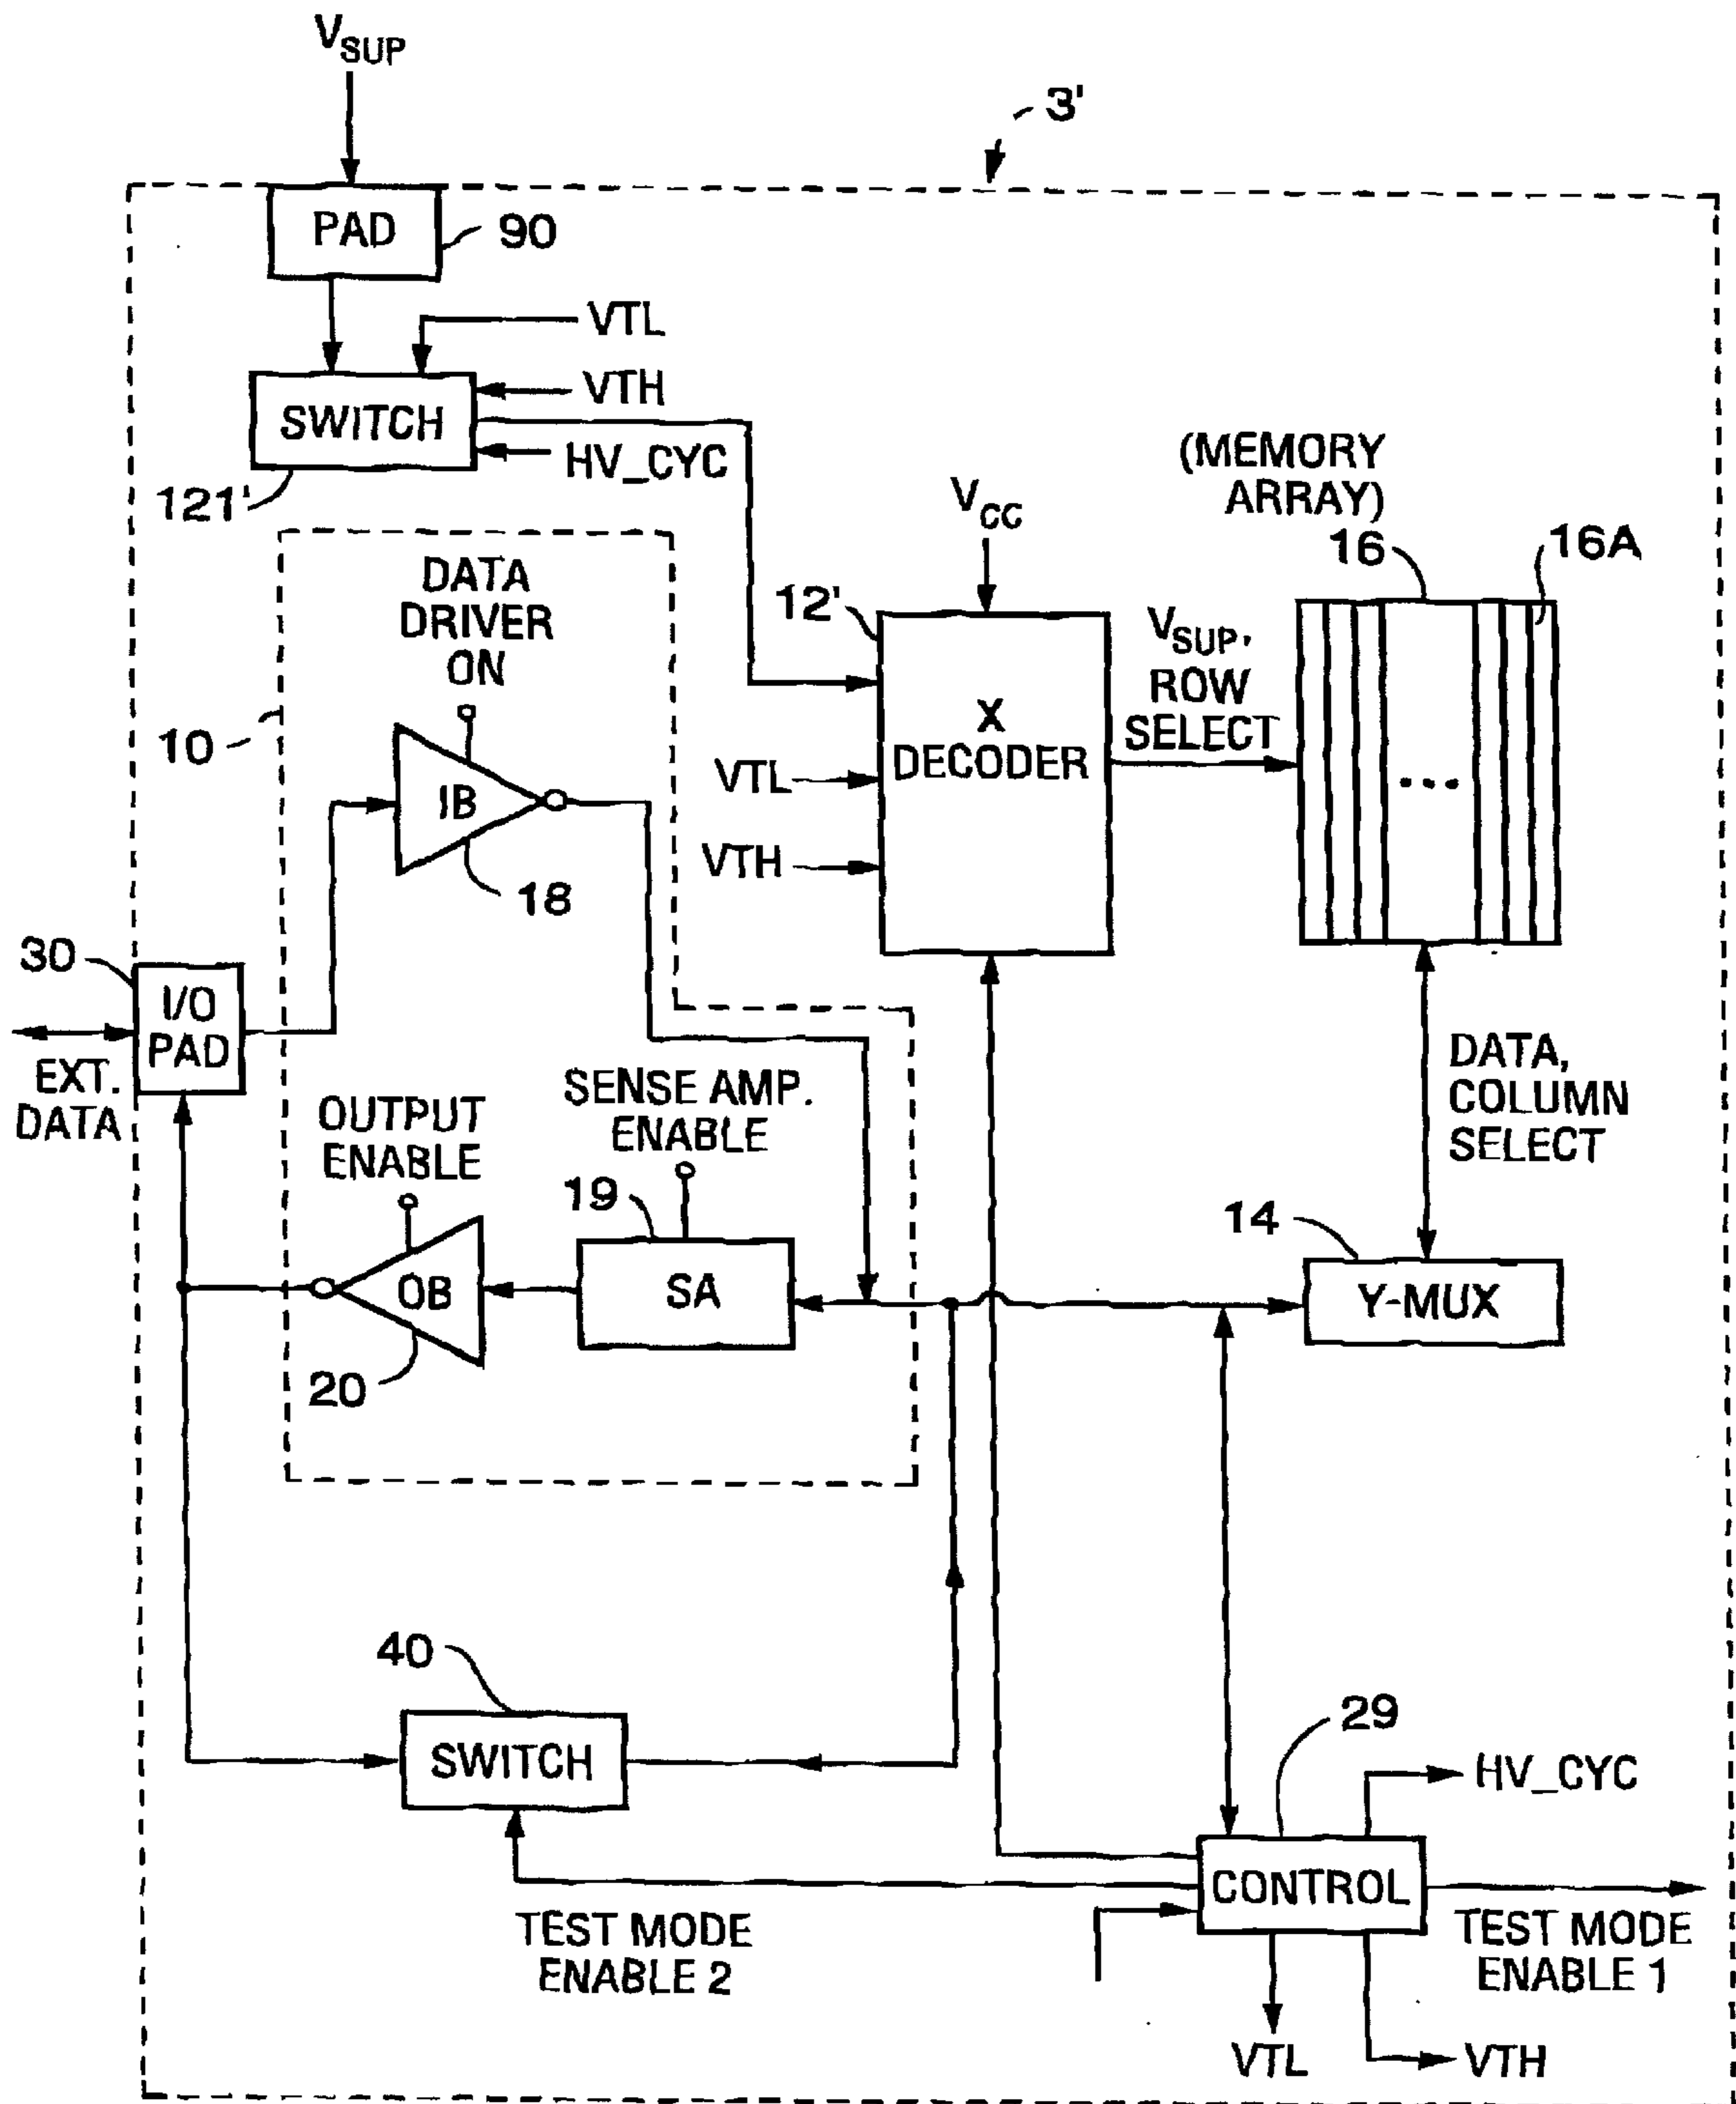 V_SUP
3'
PAD
90
VTL
VTH
SWITCH
HV_CYC
121'
(MEMORY
ARRAY)
V_CC
16
16A
DATA
DRIVER
ON
12'
V_SUP,
ROW
SELECT
10
X
DECODER
IB
VTL
VTH
18
30
I/O
PAD
EXT.
DATA
DATA,
COLUMN
SELECT
SENSE AMP.
ENABLE
OUTPUT
ENABLE
19
14
OB
SA
Y-MUX
20
40
29
SWITCH
HV_CYC
CONTROL
TEST MODE
ENABLE 2
TEST MODE
ENABLE 1
VTL
VTH
...